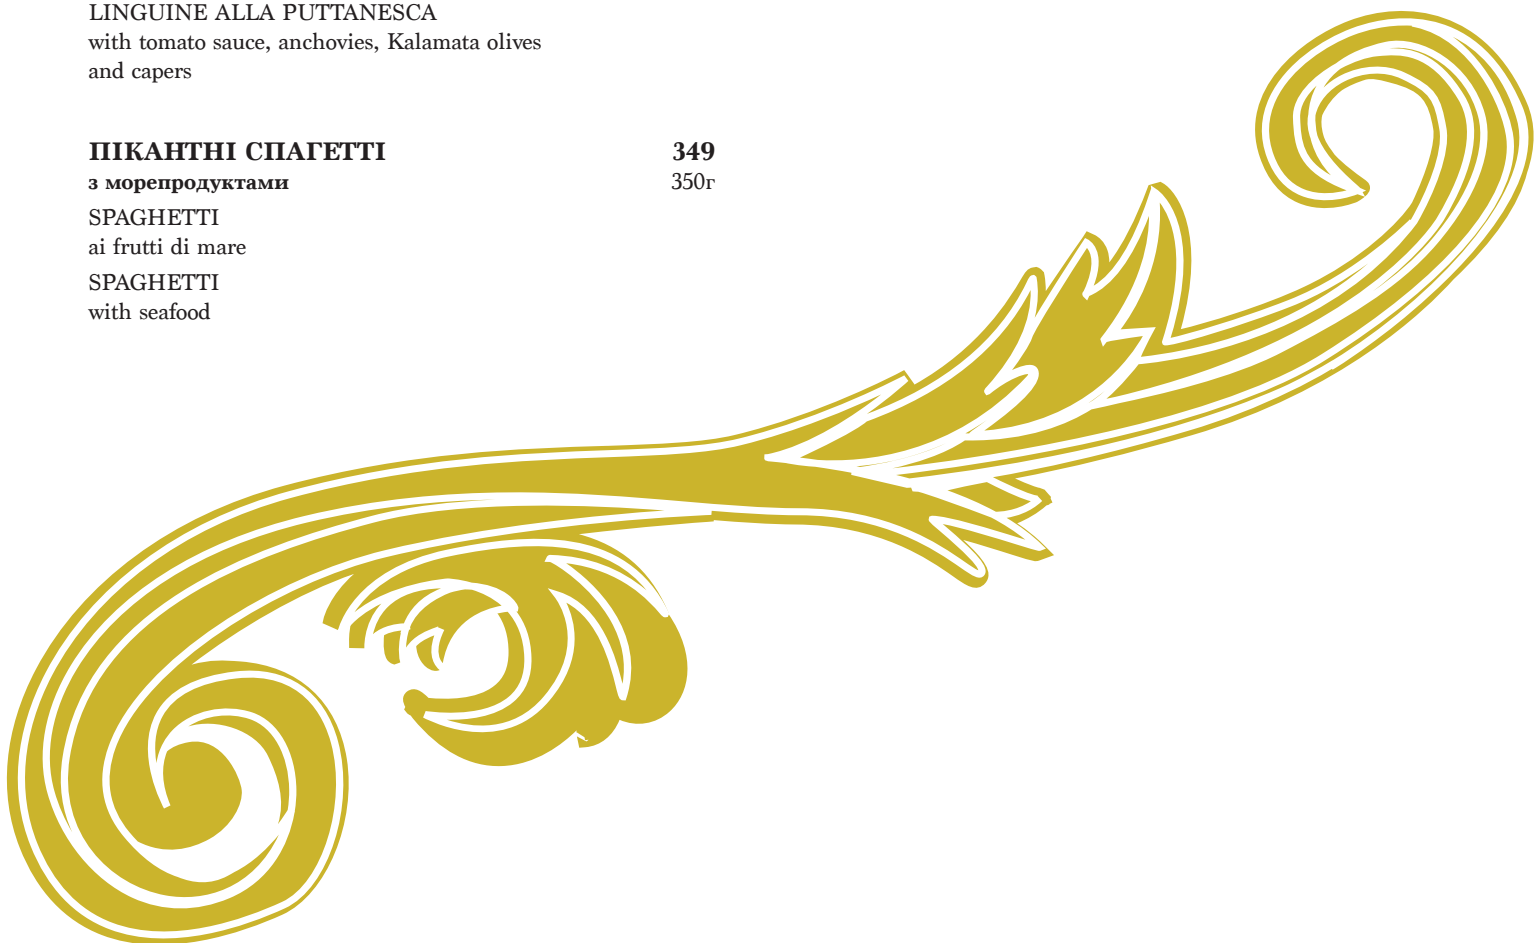 LINGUINE ALLA PUTTANESCA
with tomato sauce, anchovies, Kalamata olives
and capers
ПІКАНТНІ СПАГЕТТІ 349
з морепродуктами 350г
SPAGHETTI
ai frutti di mare
SPAGHETTI
with seafood